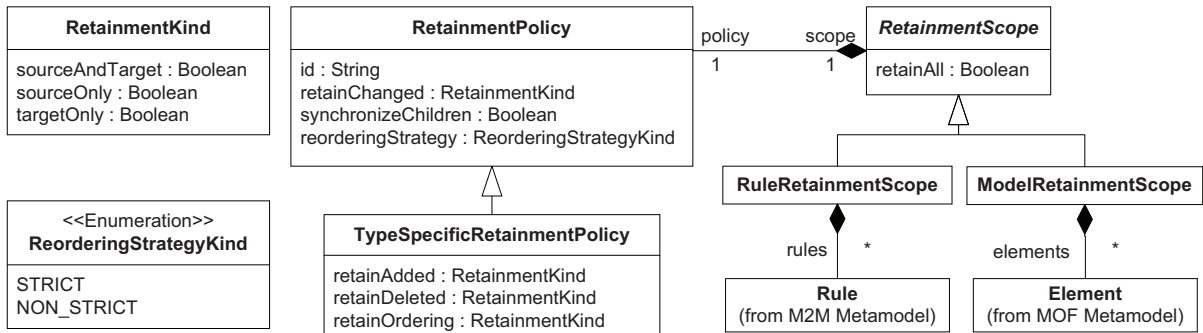 RetainmentKind
sourceAndTarget : Boolean
sourceOnly : Boolean
targetOnly : Boolean
<<Enumeration>>
ReorderingStrategyKind
STRICT
NON_STRICT
RetainmentPolicy
id : String
retainChanged : RetainmentKind
synchronizeChildren : Boolean
reorderingStrategy : ReorderingStrategyKind
TypeSpecificRetainmentPolicy
retainAdded : RetainmentKind
retainDeleted : RetainmentKind
retainOrdering : RetainmentKind
policy scope
1 1
RetainmentScope
retainAll : Boolean
RuleRetainmentScope
rules *
Rule
(from M2M Metamodel)
ModelRetainmentScope
elements *
Element
(from MOF Metamodel)